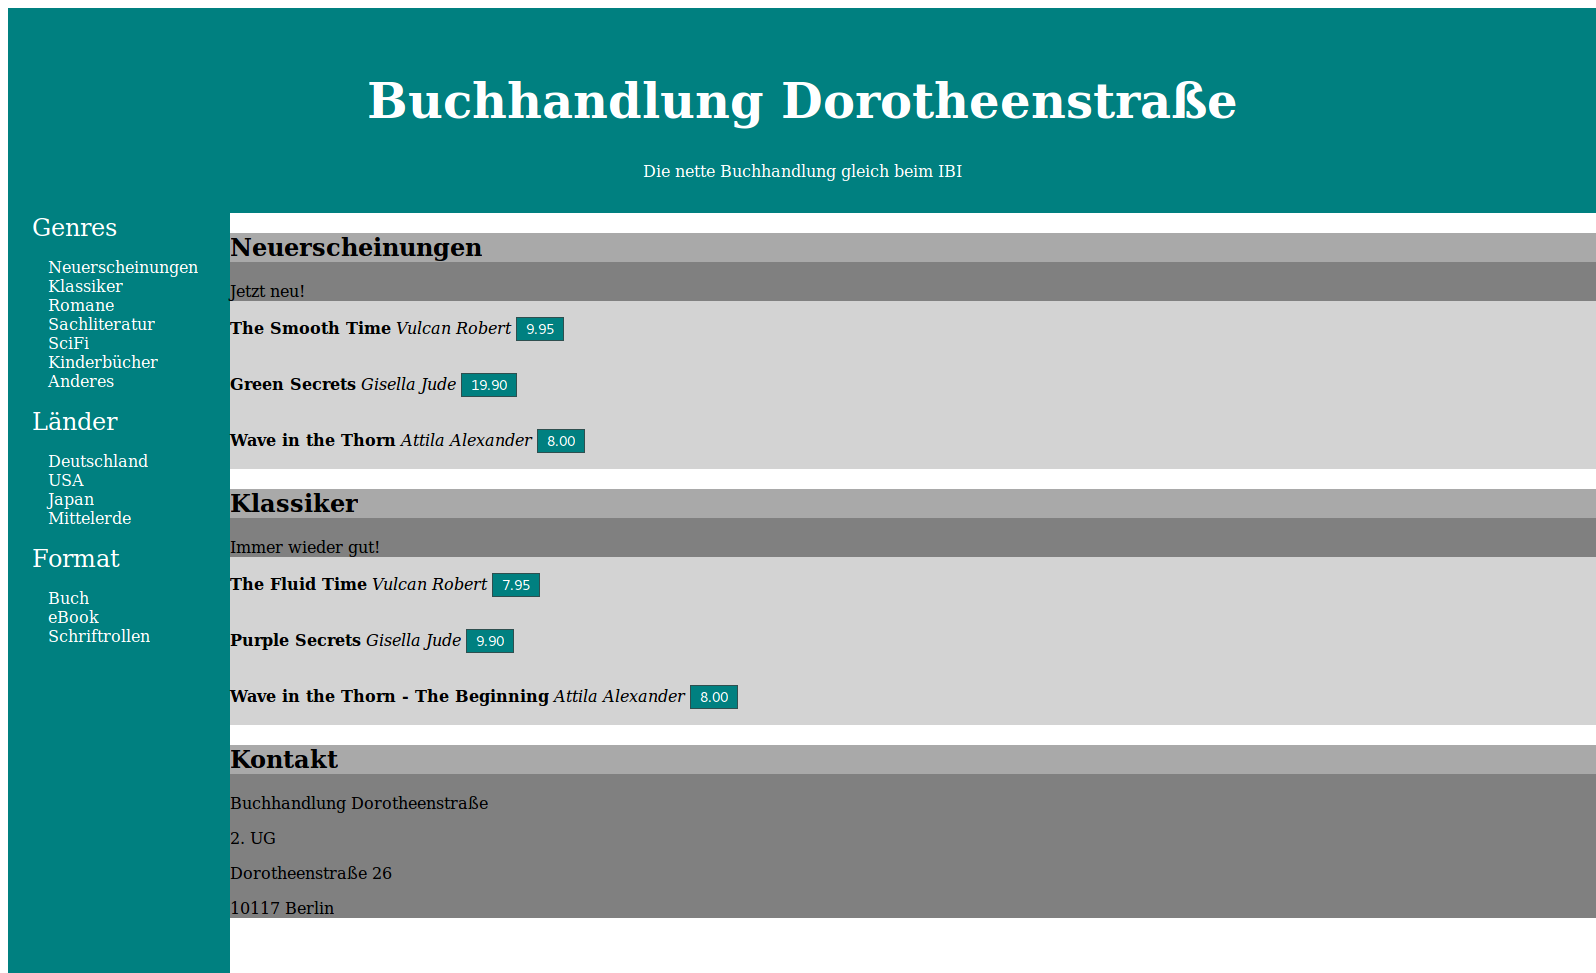 Buchhandlung Dorotheenstraße
Die nette Buchhandlung gleich beim IBI
Genres
Neuerscheinungen
Klassiker
Romane
Sachliteratur
SciFi
Kinderbücher
Anderes
Länder
Deutschland
USA
Japan
Mittelerde
Format
Buch
eBook
Schriftrollen
Neuerscheinungen
Jetzt neu!
The Smooth Time Vulcan Robert 9.95
Green Secrets Gisella Jude 19.90
Wave in the Thorn Attila Alexander 8.00
Klassiker
Immer wieder gut!
The Fluid Time Vulcan Robert 7.95
Purple Secrets Gisella Jude 9.90
Wave in the Thorn - The Beginning Attila Alexander 8.00
Kontakt
Buchhandlung Dorotheenstraße
2. UG
Dorotheenstraße 26
10117 Berlin